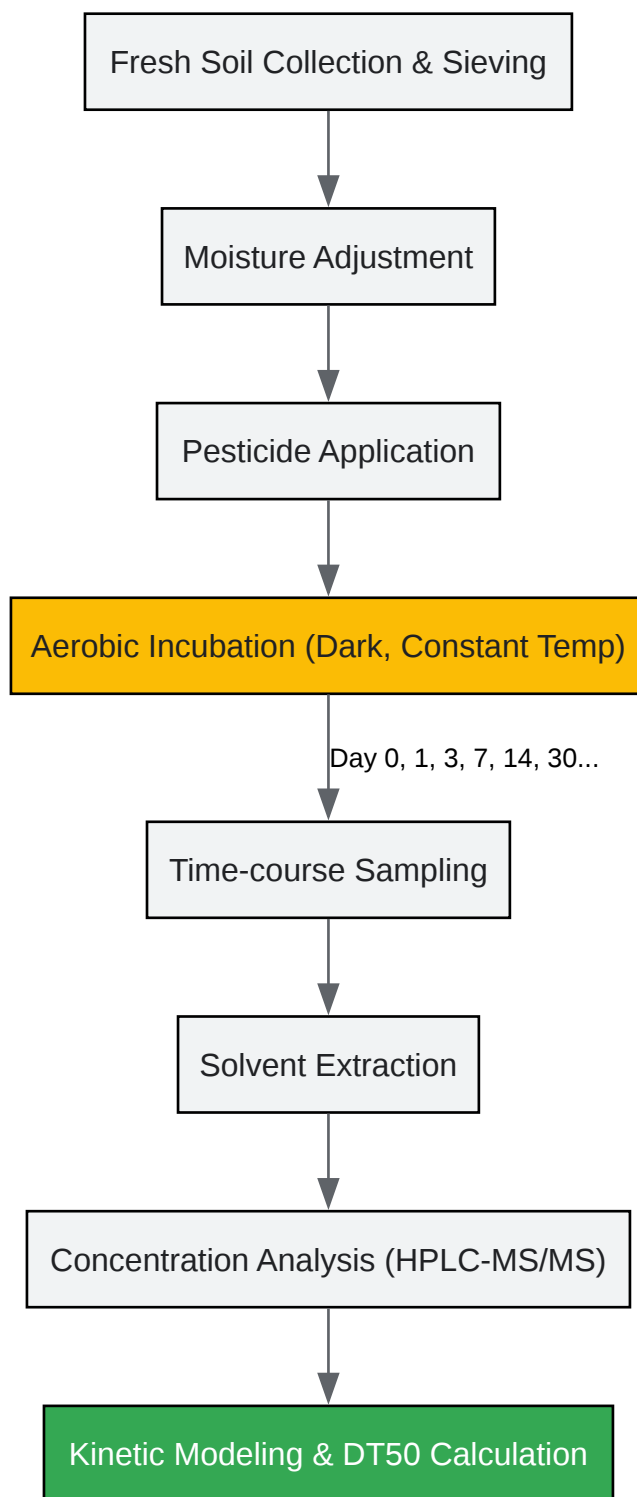 Fresh Soil Collection & Sieving
Moisture Adjustment
Pesticide Application
Aerobic Incubation (Dark, Constant Temp)
Day 0, 1, 3, 7, 14, 30...
Time-course Sampling
Solvent Extraction
Concentration Analysis (HPLC-MS/MS)
Kinetic Modeling & DT50 Calculation